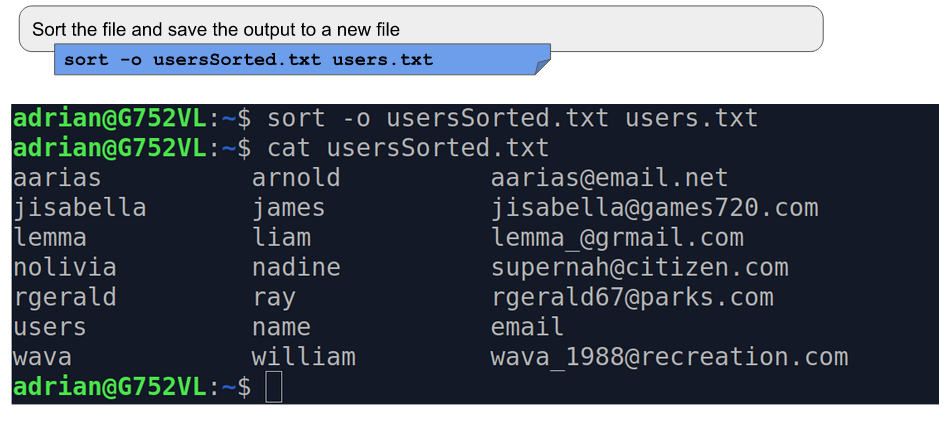 Sort the file and save the output to a new file
sort -o usersSorted.txt users.txt
adrian@G752VL:~$ sort -o usersSorted.txt users.txt
adrian@G752VL:~$ cat usersSorted.txt
aarias arnold aarias@email.net
jisabella james jisabella@games720.com
lemma liam lemma_@grmail.com
nolivia nadine supernah@citizen.com
rgerald ray rgerald67@parks.com
users name email
wava william wava_1988@recreation.com
adrian@G752VL:~$